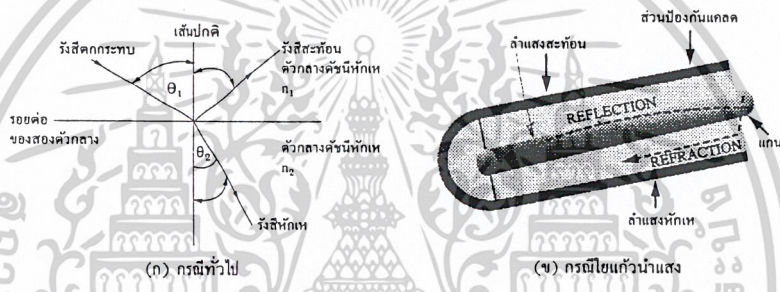 เส้นปกติ
รังสีตกกระทบ
รังสีสะท้อน
ตัวกลางดัชนีหักเห
n1
θ1
รอยต่อ
ของสองตัวกลาง
θ2
ตัวกลางดัชนีหักเห
n2
รังสีหักเห
(ก) กรณีทั่วไป
ส่วนป้องกันแคลด
ลำแสงสะท้อน
REFLECTION
REFRACTION
แกน
ลำแสงหักเห
(ข) กรณีใยแก้วนำแสง